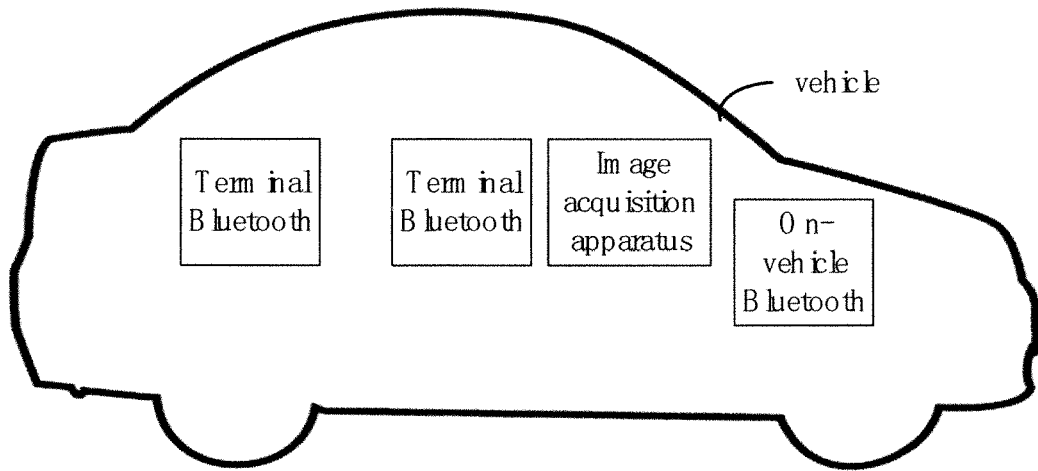 vehicle
Terminal
Bluetooth
Terminal
Bluetooth
Image
acquisition
apparatus
On-
vehicle
Bluetooth